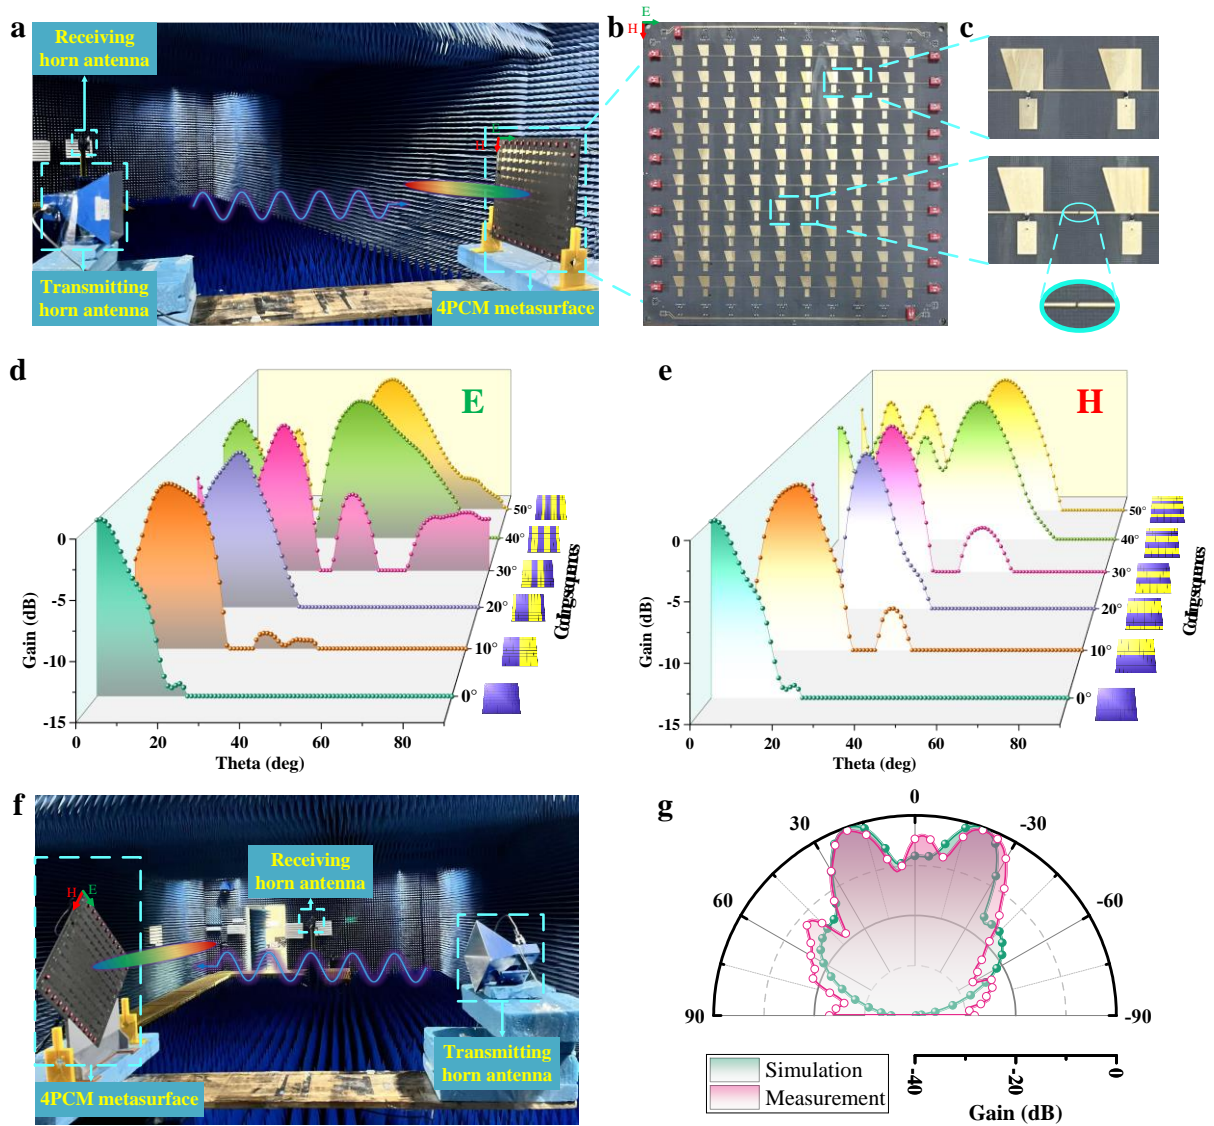 a
Receiving
horn antenna
E
H
Transmitting
horn antenna
4PCM metasurface
b
E
H
c
d
E
0
-5
-10
-15
Gain (dB)
0
20
40
60
80
Theta (deg)
50°
40°
30°
20°
10°
0°
e
H
0
-5
-10
-15
Gain (dB)
0
20
40
60
80
Theta (deg)
50°
40°
30°
20°
10°
0°
f
H
E
Receiving
horn antenna
4PCM metasurface
Transmitting
horn antenna
g
0
30
-30
60
-60
90
-90
Simulation
Measurement
-40
-20
0
Gain (dB)